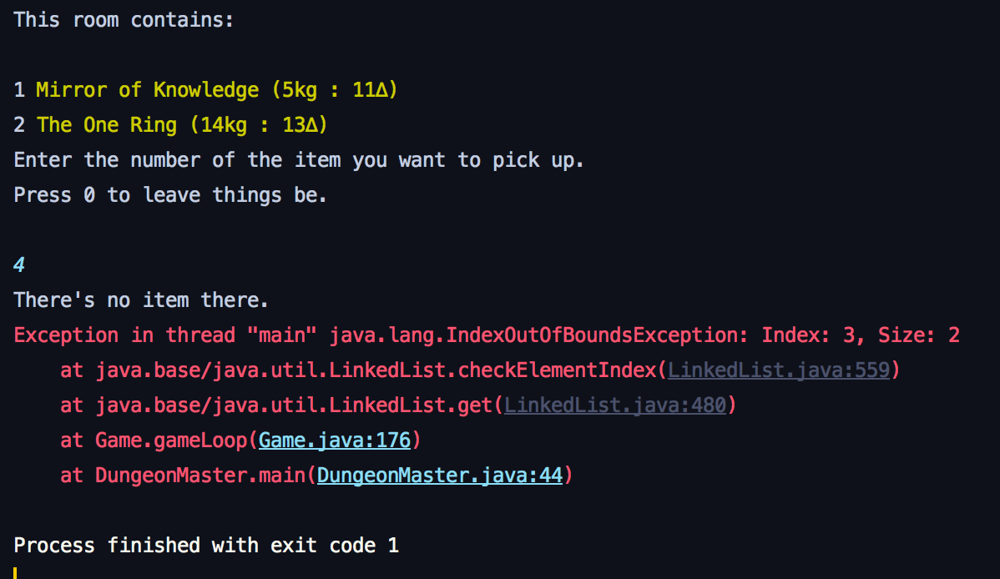 This room contains:
1 Mirror of Knowledge (5kg : 11Δ)
2 The One Ring (14kg : 13Δ)
Enter the number of the item you want to pick up.
Press 0 to leave things be.
4
There's no item there.
Exception in thread "main" java.lang.IndexOutOfBoundsException: Index: 3, Size: 2
    at java.base/java.util.LinkedList.checkElementIndex(LinkedList.java:559)
    at java.base/java.util.LinkedList.get(LinkedList.java:480)
    at Game.gameLoop(Game.java:176)
    at DungeonMaster.main(DungeonMaster.java:44)
Process finished with exit code 1